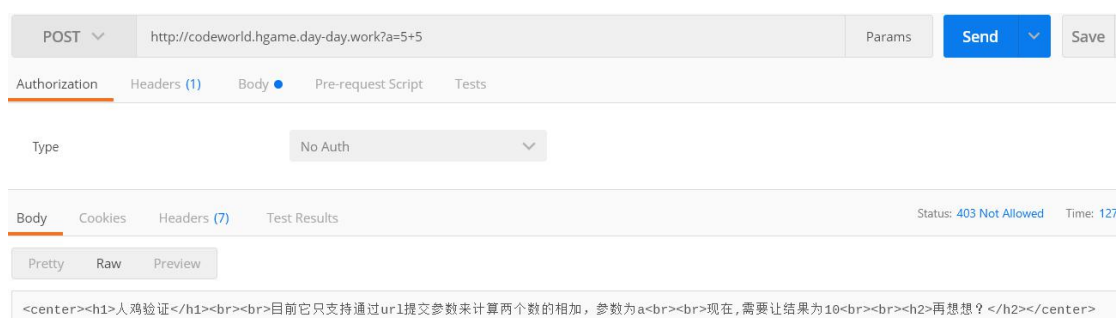 POST http://codeworld.hgame.day-day.work?a=5+5 Params Send Save
Authorization Headers (1) Body Pre-request Script Tests
Type No Auth
Body Cookies Headers (7) Test Results Status: 403 Not Allowed Time: 127
Pretty Raw Preview
<center><h1>人鸡验证</h1><br><br>目前它只支持通过url提交参数来计算两个数的相加，参数为a<br><br>现在,需要让结果为10<br><br><h2>再想想？</h2></center>